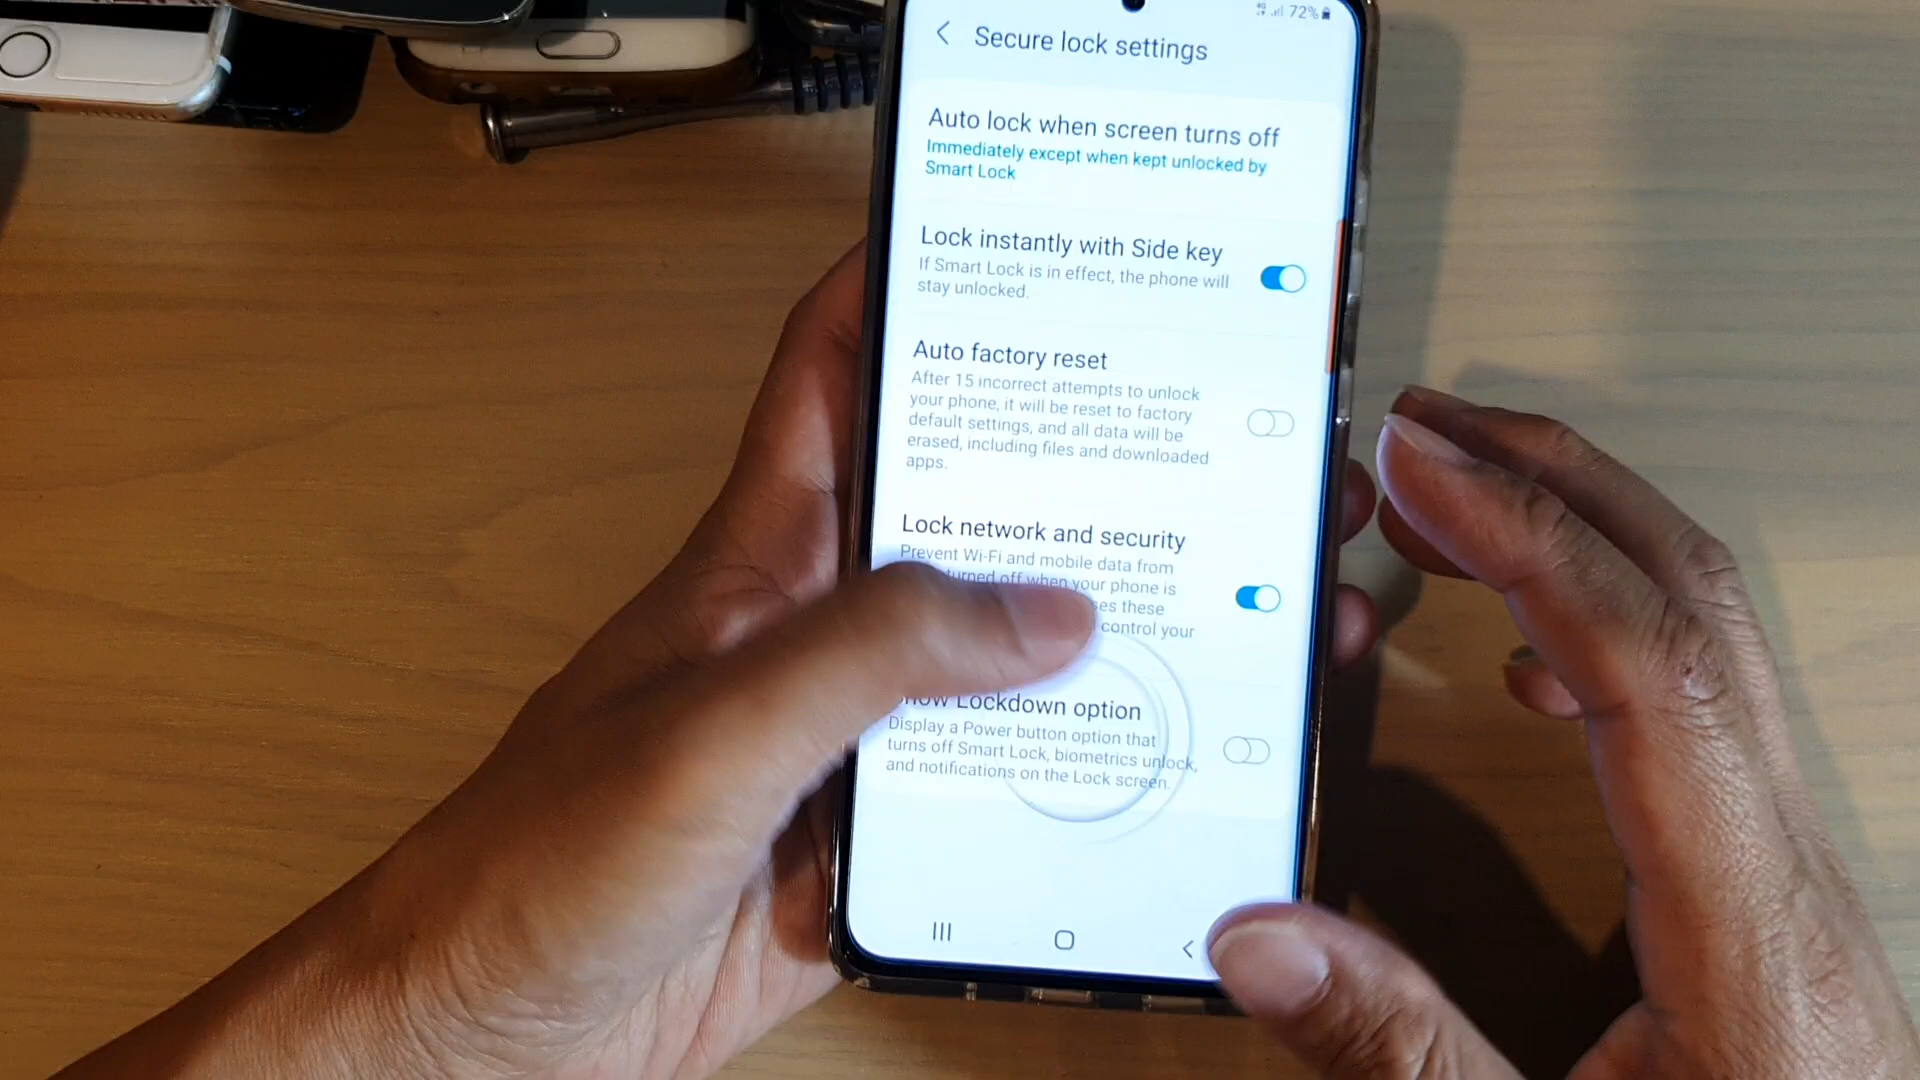 72%
Secure lock settings
Auto lock when screen turns off
Immediately except when kept unlocked by
Smart Lock
Lock instantly with Side key
If Smart Lock is in effect, the phone will
stay unlocked.
Auto factory reset
After 15 incorrect attempts to unlock
your phone, it will be reset to factory
default settings, and all data will be
erased, including files and downloaded
apps.
Lock network and security
Prevent Wi-Fi and mobile data from
turned off when your phone is
these
control your
Lockdown option
Display a Power button option that
turns off Smart Lock, biometrics unlock,
and notifications on the Lock screen.